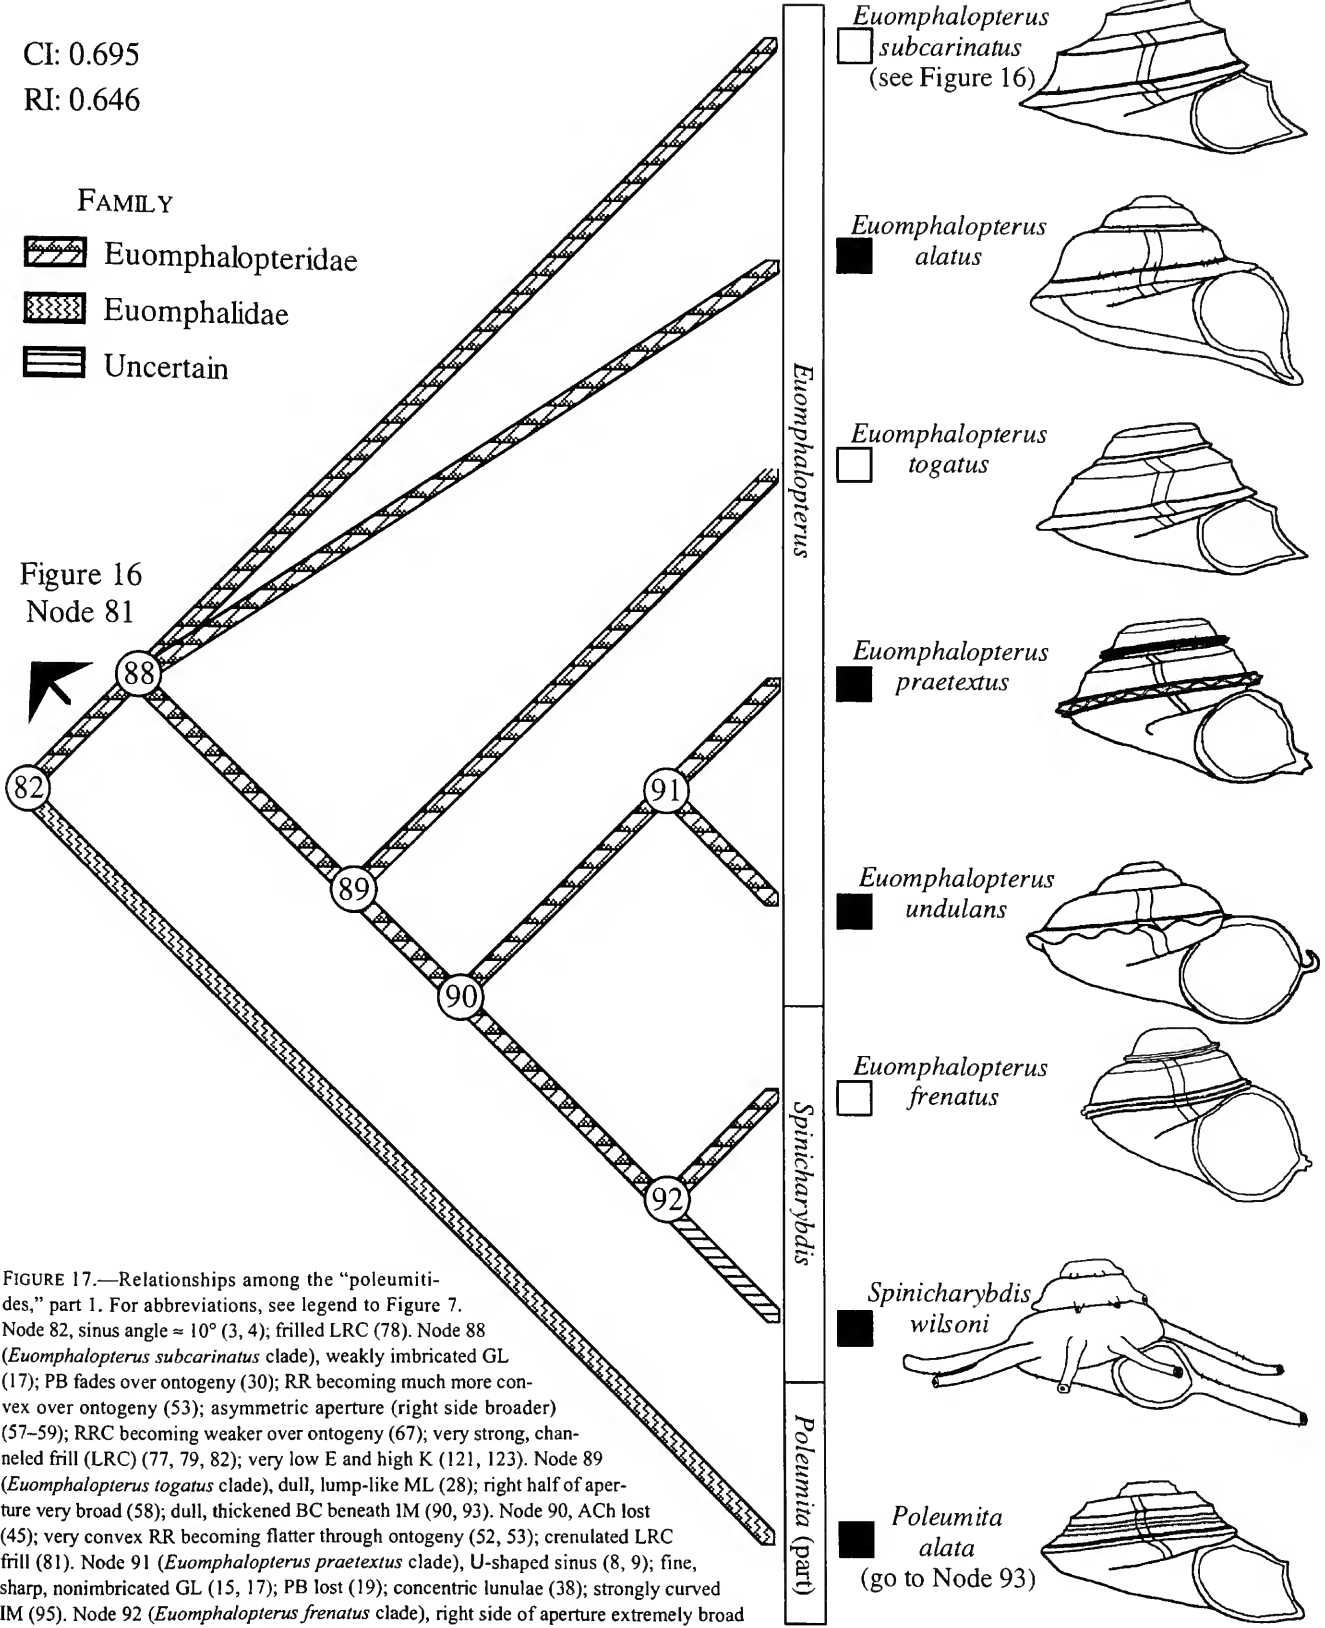 CI: 0.695
RI: 0.646
FAMILY
Euomphalopteridae
Euomphalidae
Uncertain
Figure 16
Node 81
88
82
89
91
90
92
Euomphalopterus
Spinicharybdis
Poleumita (part)
Euomphalopterus
subcarinatus
(see Figure 16)
Euomphalopterus
alatus
Euomphalopterus
togatus
Euomphalopterus
praetextus
Euomphalopterus
undulans
Euomphalopterus
frenatus
Spinicharybdis
wilsoni
Poleumita
alata
(go to Node 93)
FIGURE 17.—Relationships among the “poleumiti-
des,” part 1. For abbreviations, see legend to Figure 7.
Node 82, sinus angle ≈ 10° (3, 4); frilled LRC (78). Node 88
(Euomphalopterus subcarinatus clade), weakly imbricated GL
(17); PB fades over ontogeny (30); RR becoming much more con-
vex over ontogeny (53); asymmetric aperture (right side broader)
(57–59); RRC becoming weaker over ontogeny (67); very strong, chan-
neled frill (LRC) (77, 79, 82); very low E and high K (121, 123). Node 89
(Euomphalopterus togatus clade), dull, lump-like ML (28); right half of aper-
ture very broad (58); dull, thickened BC beneath IM (90, 93). Node 90, ACh lost
(45); very convex RR becoming flatter through ontogeny (52, 53); crenulated LRC
frill (81). Node 91 (Euomphalopterus praetextus clade), U-shaped sinus (8, 9); fine,
sharp, nonimbricated GL (15, 17); PB lost (19); concentric lunulae (38); strongly curved
IM (95). Node 92 (Euomphalopterus frenatus clade), right side of aperture extremely broad